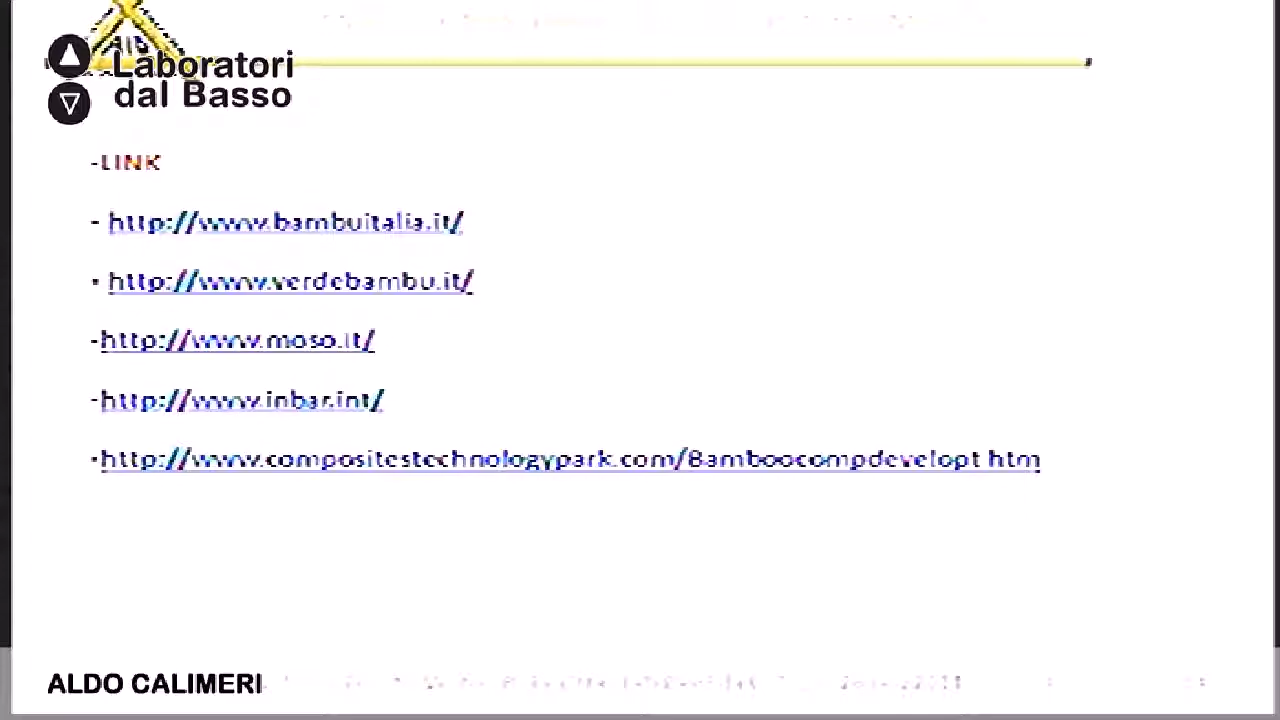 Laboratori
dal Basso
-LINK
- http://www.bambuitalia.it/
- http://www.verdebambu.it/
-http://www.moso.it/
-http://www.inbar.int/
-http://www.compositestechnologypark.com/Bamboocompdevelopt htm
ALDO CALIMERI